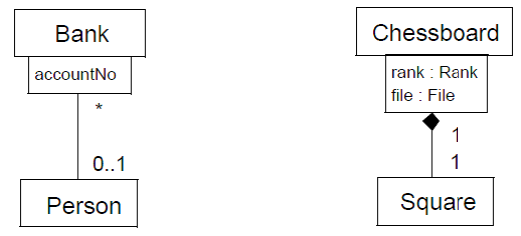 Bank
accountNo
*
0..1
Person
Chessboard
rank : Rank
file : File
1
1
Square